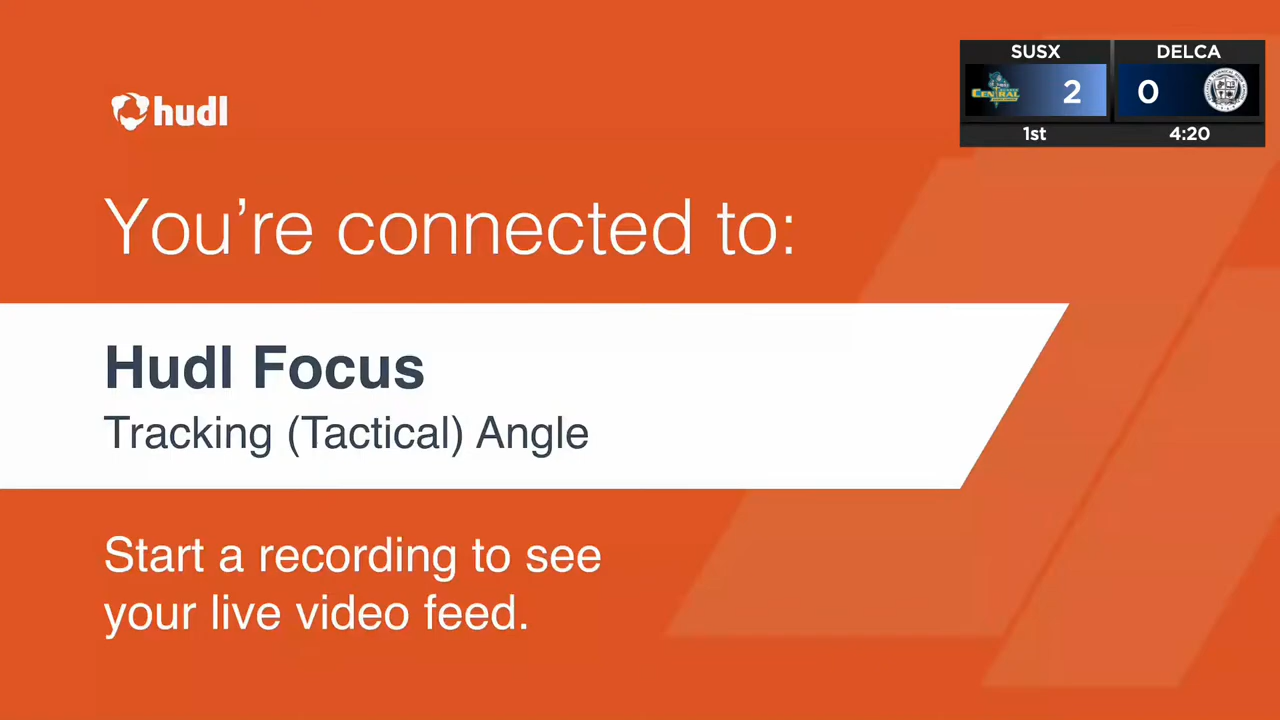 hudl
SUSX DELCA
CENTRAL 2 0
1st 4:20
You're connected to:
Hudl Focus
Tracking (Tactical) Angle
Start a recording to see
your live video feed.